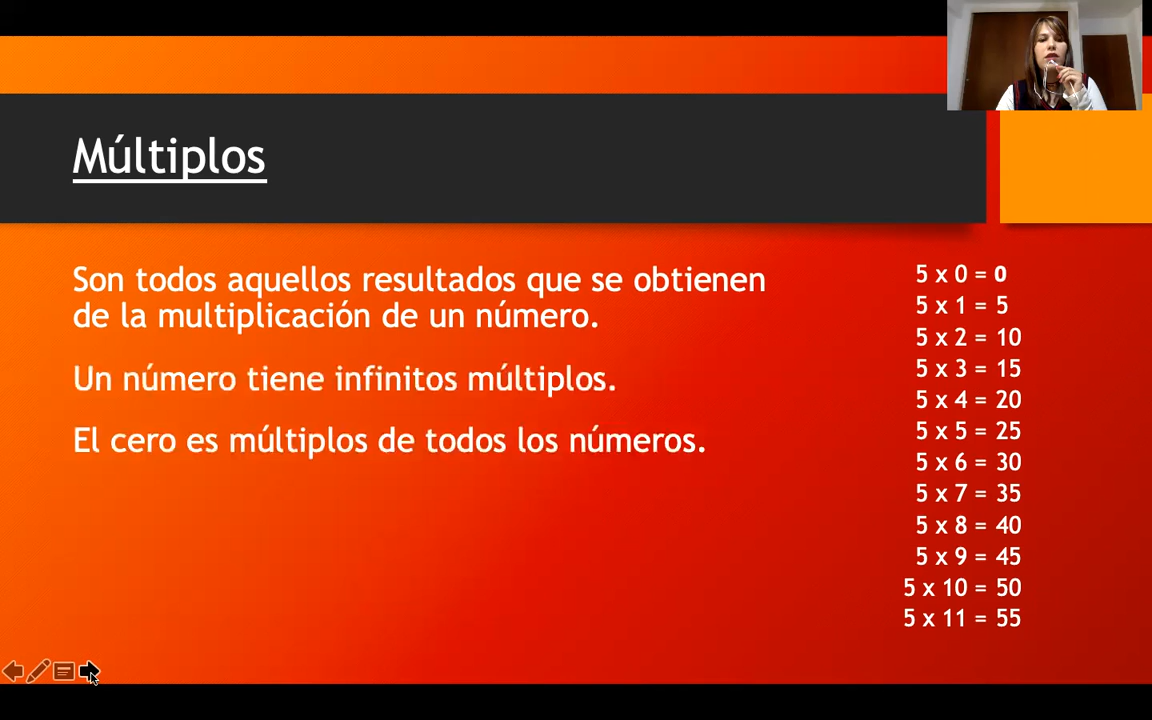 Múltiplos
Son todos aquellos resultados que se obtienen
de la multiplicación de un número.
Un número tiene infinitos múltiplos.
El cero es múltiplos de todos los números.
5 x 0 = 0
5 x 1 = 5
5 x 2 = 10
5 x 3 = 15
5 x 4 = 20
5 x 5 = 25
5 x 6 = 30
5 x 7 = 35
5 x 8 = 40
5 x 9 = 45
5 x 10 = 50
5 x 11 = 55